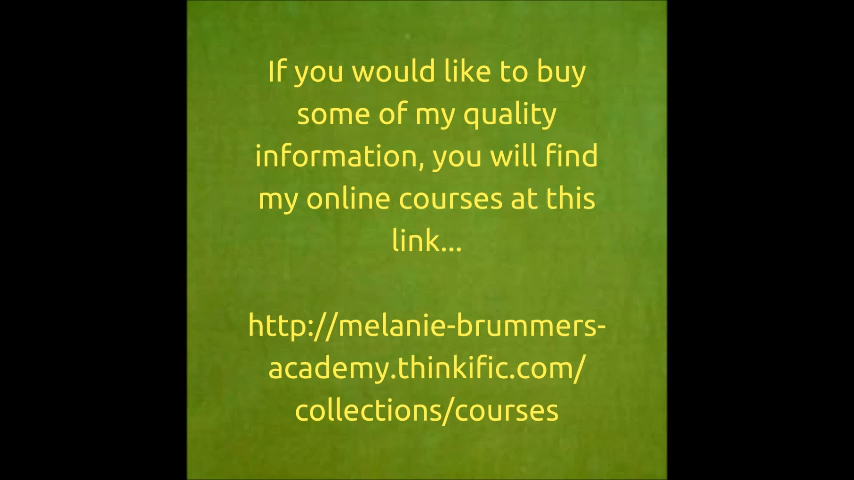 If you would like to buy
some of my quality
information, you will find
my online courses at this
link...
http://melanie-brummers-
academy.thinkific.com/
collections/courses